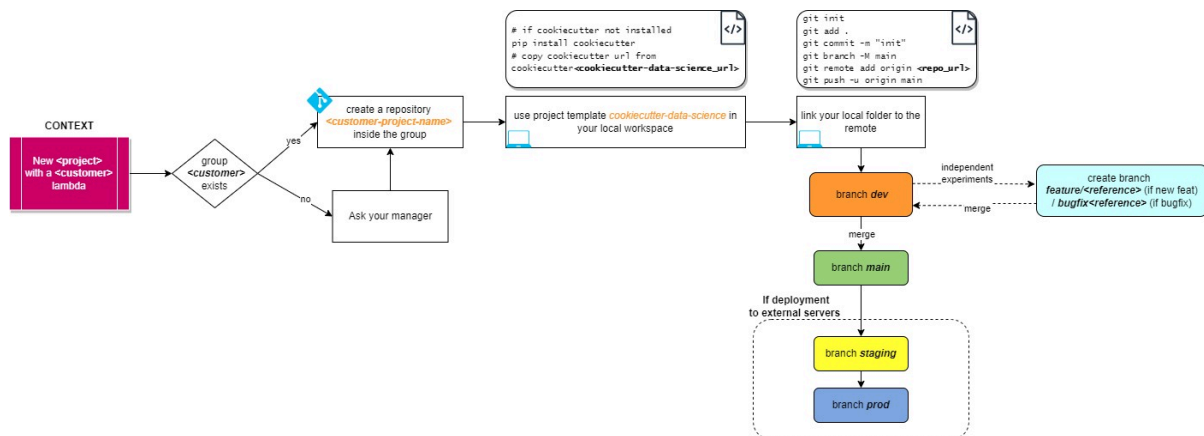 CONTEXT
New <project>
with a <customer>
lambda
group
<customer>
exists
yes
no
create a repository
<customer-project-name>
inside the group
Ask your manager
# if cookiecutter not installed
pip install cookiecutter
# copy cookiecutter url from
cookiecutter<cookiecutter-data-science_url>
</>
use project template cookiecutter-data-science in
your local workspace
git init
git add .
git commit -m "init"
git branch -M main
git remote add origin <repo_url>
git push -u origin main
</>
link your local folder to the
remote
branch dev
independent
experiments
merge
create branch
feature/<reference> (if new feat)
/ bugfix<reference> (if bugfix)
merge
branch main
If deployment
to external servers
branch staging
branch prod